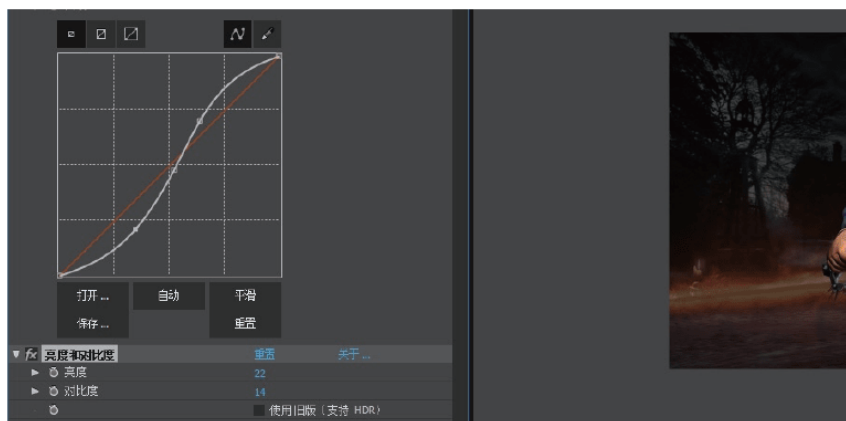 打开...
自动
平滑
保存...
重置
fx 亮度和对比度 重置 关于...
亮度 22
对比度 14
使用旧版（支持 HDR）